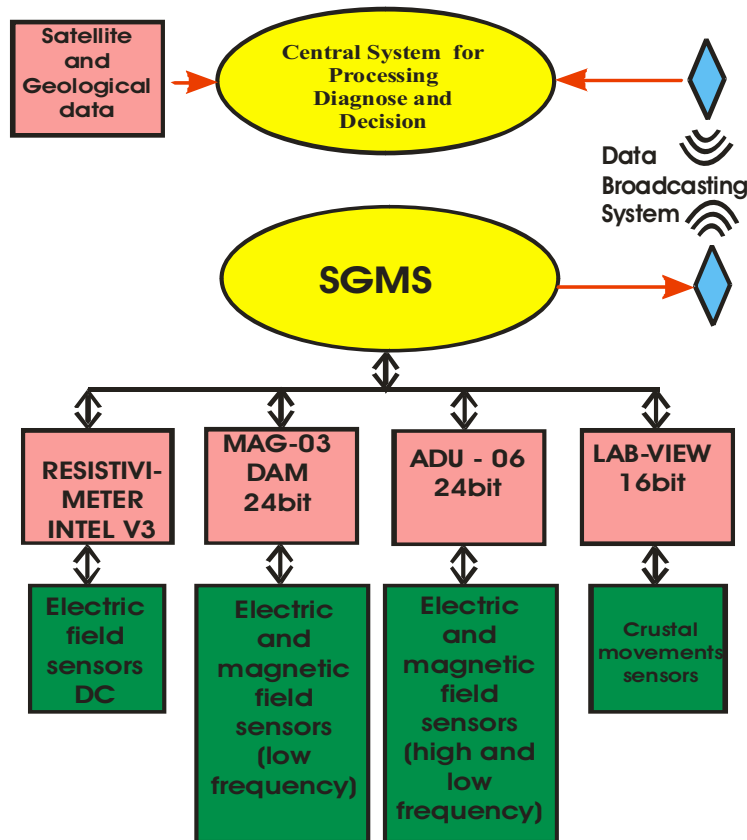 Satellite
and
Geological
data
Central System for
Processing
Diagnose and
Decision
Data
Broadcasting
System
SGMS
RESISTIVI-
METER
INTEL V3
MAG-03
DAM
24bit
ADU - 06
24bit
LAB-VIEW
16bit
Electric
field
sensors
DC
Electric
and
magnetic
field
sensors
(low
frequency)
Electric
and
magnetic
field
sensors
(high and
low
frequency)
Crustal
movements
sensors